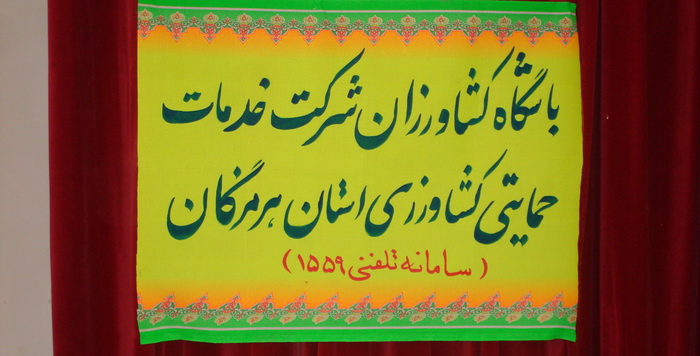 باشگاه کشاورزان شرکت خدمات
حمایتی کشاورزی استان هرمزگان
(سامانه تلفنی ۱۵۵۹)